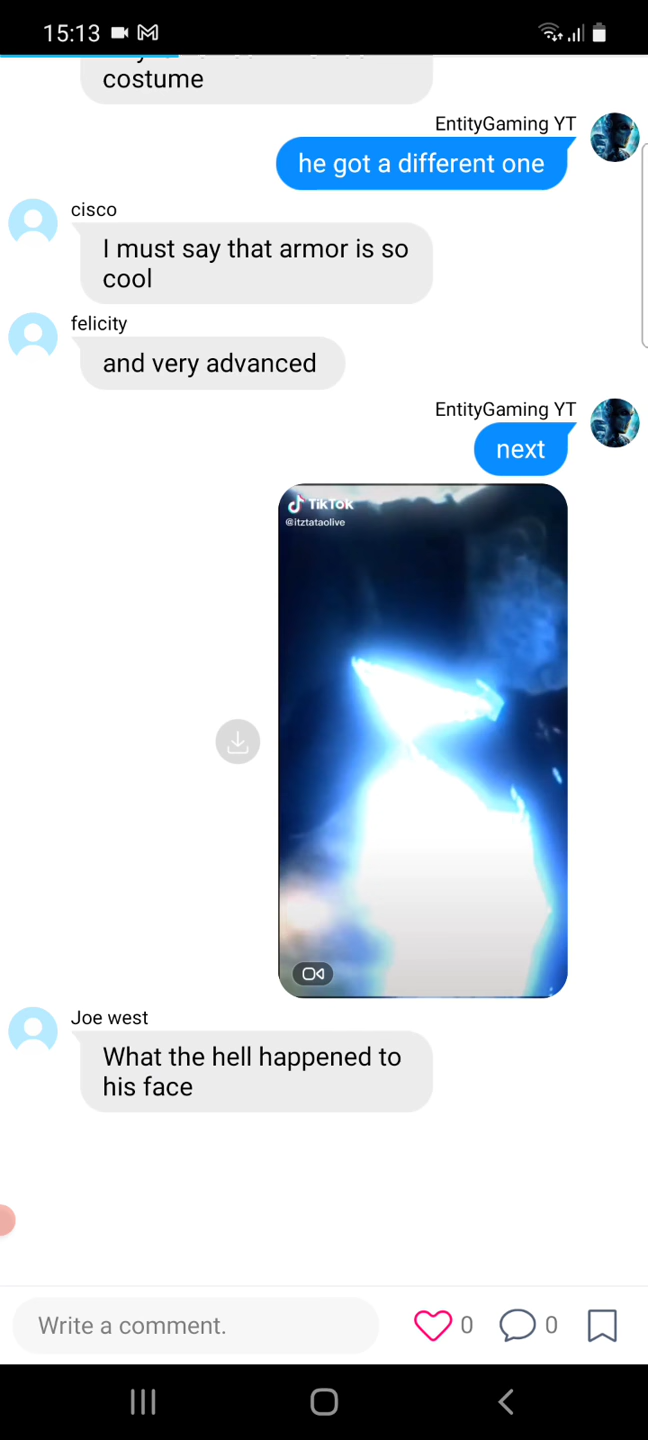 15:13
costume
EntityGaming YT
he got a different one
cisco
I must say that armor is so
cool
felicity
and very advanced
EntityGaming YT
next
TikTok
@itztataolive
Joe west
What the hell happened to
his face
Write a comment.
0
0